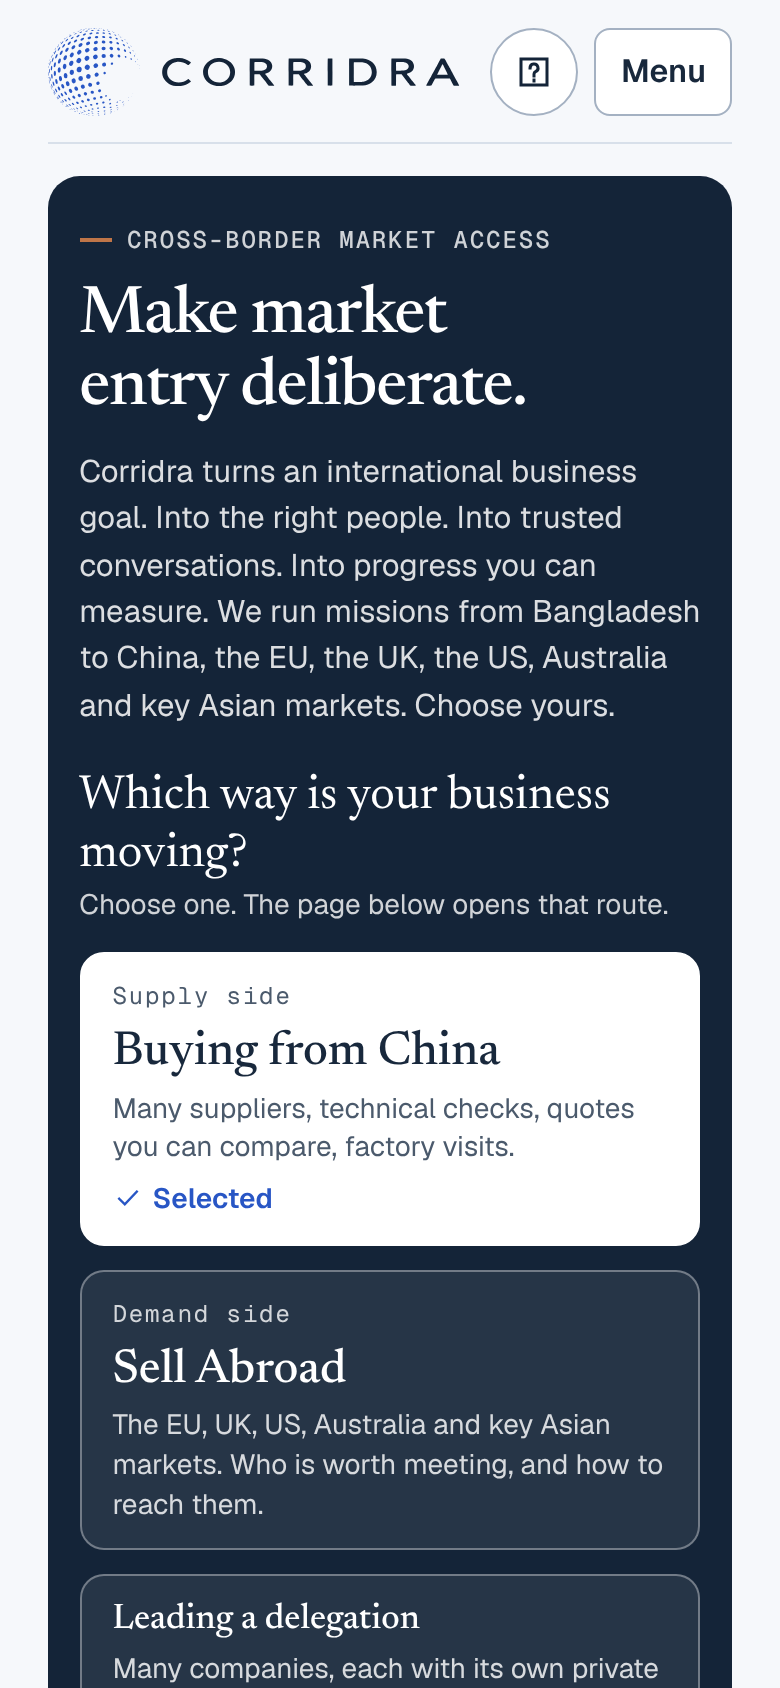 CORRIDRA
Menu
CROSS-BORDER MARKET ACCESS
Make market
entry deliberate.
Corridra turns an international business
goal. Into the right people. Into trusted
conversations. Into progress you can
measure. We run missions from Bangladesh
to China, the EU, the UK, the US, Australia
and key Asian markets. Choose yours.
Which way is your business
moving?
Choose one. The page below opens that route.
Supply side
Buying from China
Many suppliers, technical checks, quotes
you can compare, factory visits.
Selected
Demand side
Sell Abroad
The EU, UK, US, Australia and key Asian
markets. Who is worth meeting, and how to
reach them.
Leading a delegation
Many companies, each with its own private